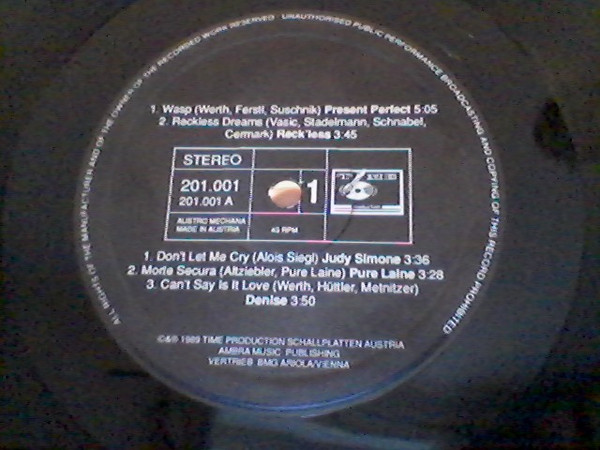 ALL RIGHTS OF THE MANUFACTURER AND OF THE OWNER OF THE RECORDED WORK RESERVED · UNAUTHORISED PUBLIC PERFORMANCE BROADCASTING AND COPYING OF THIS RECORD PROHIBITED
1. Wasp (Werth, Ferstl, Suschnik) Present Perfect 5:05
2. Reckless Dreams (Vasic, Stadelmann, Schnabel,
Cermark) Reck'less 3:45
STEREO
201.001
201.001 A
1
AUSTRO MECHANA
MADE IN AUSTRIA
45 RPM
1. Don't Let Me Cry (Alois Siegl) Judy Simone 3:36
2. Morte Secura (Altziebler, Pure Laine) Pure Laine 3:28
3. Can't Say Is It Love (Werth, Hüttler, Metnitzer)
Denise 3:50
©&℗ 1989 TIME PRODUCTION SCHALLPLATTEN AUSTRIA
AMBRA MUSIC PUBLISHING
VERTRIEB BMG ARIOLA/VIENNA